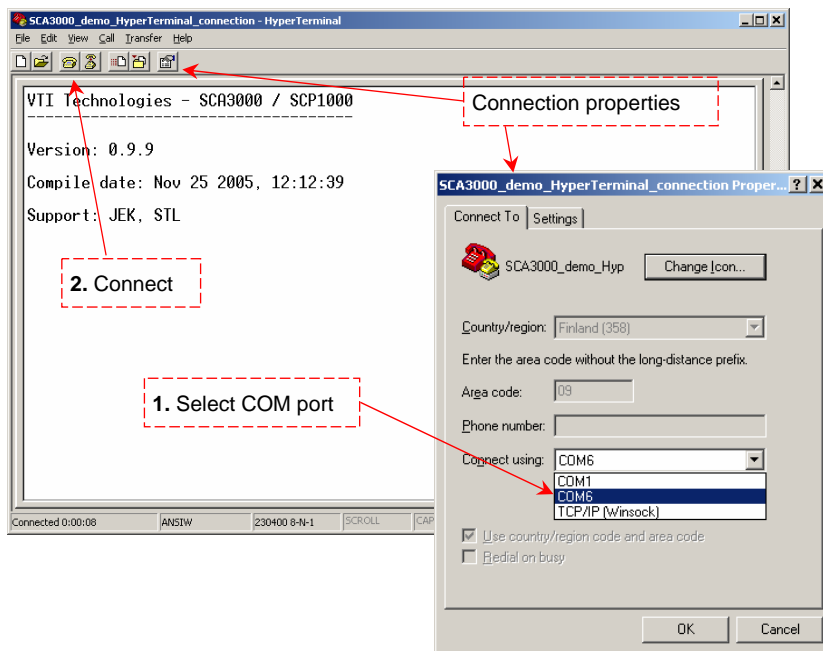 SCA3000_demo_HyperTerminal_connection - HyperTerminal
File Edit View Call Transfer Help
VTI Technologies - SCA3000 / SCP1000
Connection properties
Version: 0.9.9
Compile date: Nov 25 2005, 12:12:39
Support: JEK, STL
2. Connect
1. Select COM port
Connected 0:00:08 ANSIW 230400 8-N-1 SCROLL CAP
SCA3000_demo_HyperTerminal_connection Proper...
Connect To Settings
SCA3000_demo_Hyp Change Icon...
Country/region: Finland (358)
Enter the area code without the long-distance prefix.
Area code: 09
Phone number:
Connect using: COM6
COM1
COM6
TCP/IP (Winsock)
Use country/region code and area code
Redial on busy
OK Cancel